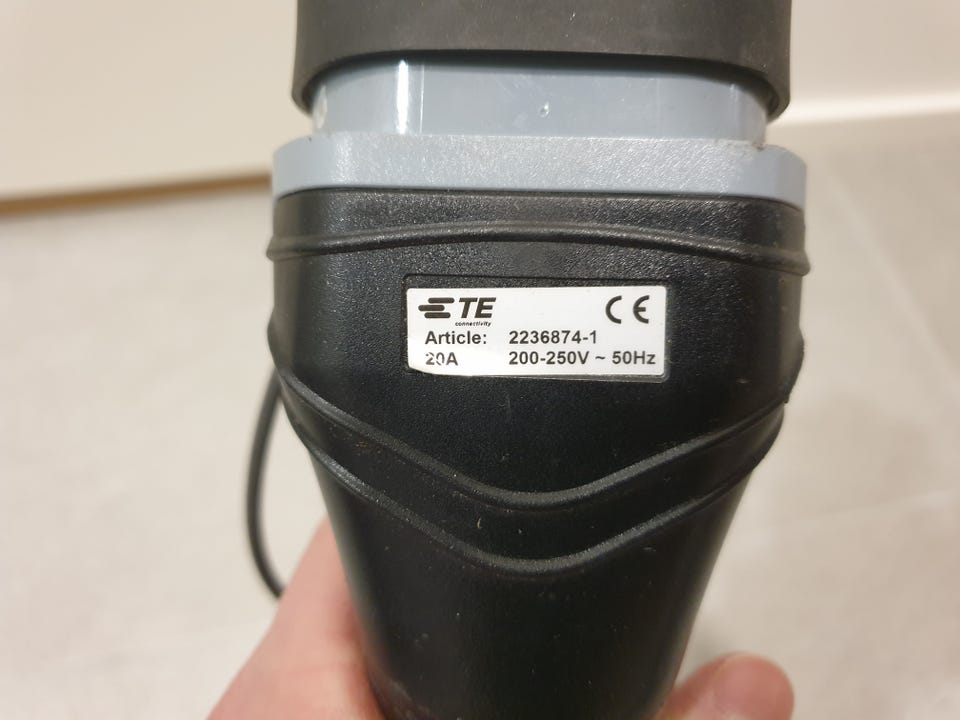 TE CE
connectivity
Article: 2236874-1
20A 200-250V ~ 50Hz